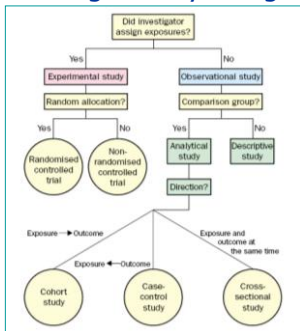 Did investigator
assign exposures?
Yes
No
Experimental study
Observational study
Random allocation?
Comparison group?
Yes
No
Yes
No
Randomised
controlled
trial
Non-
randomised
controlled
trial
Analytical
study
Descriptive
study
Direction?
Exposure → Outcome
Exposure ← Outcome
Exposure and
outcome at
the same time
Cohort
study
Case-
control
study
Cross-
sectional
study